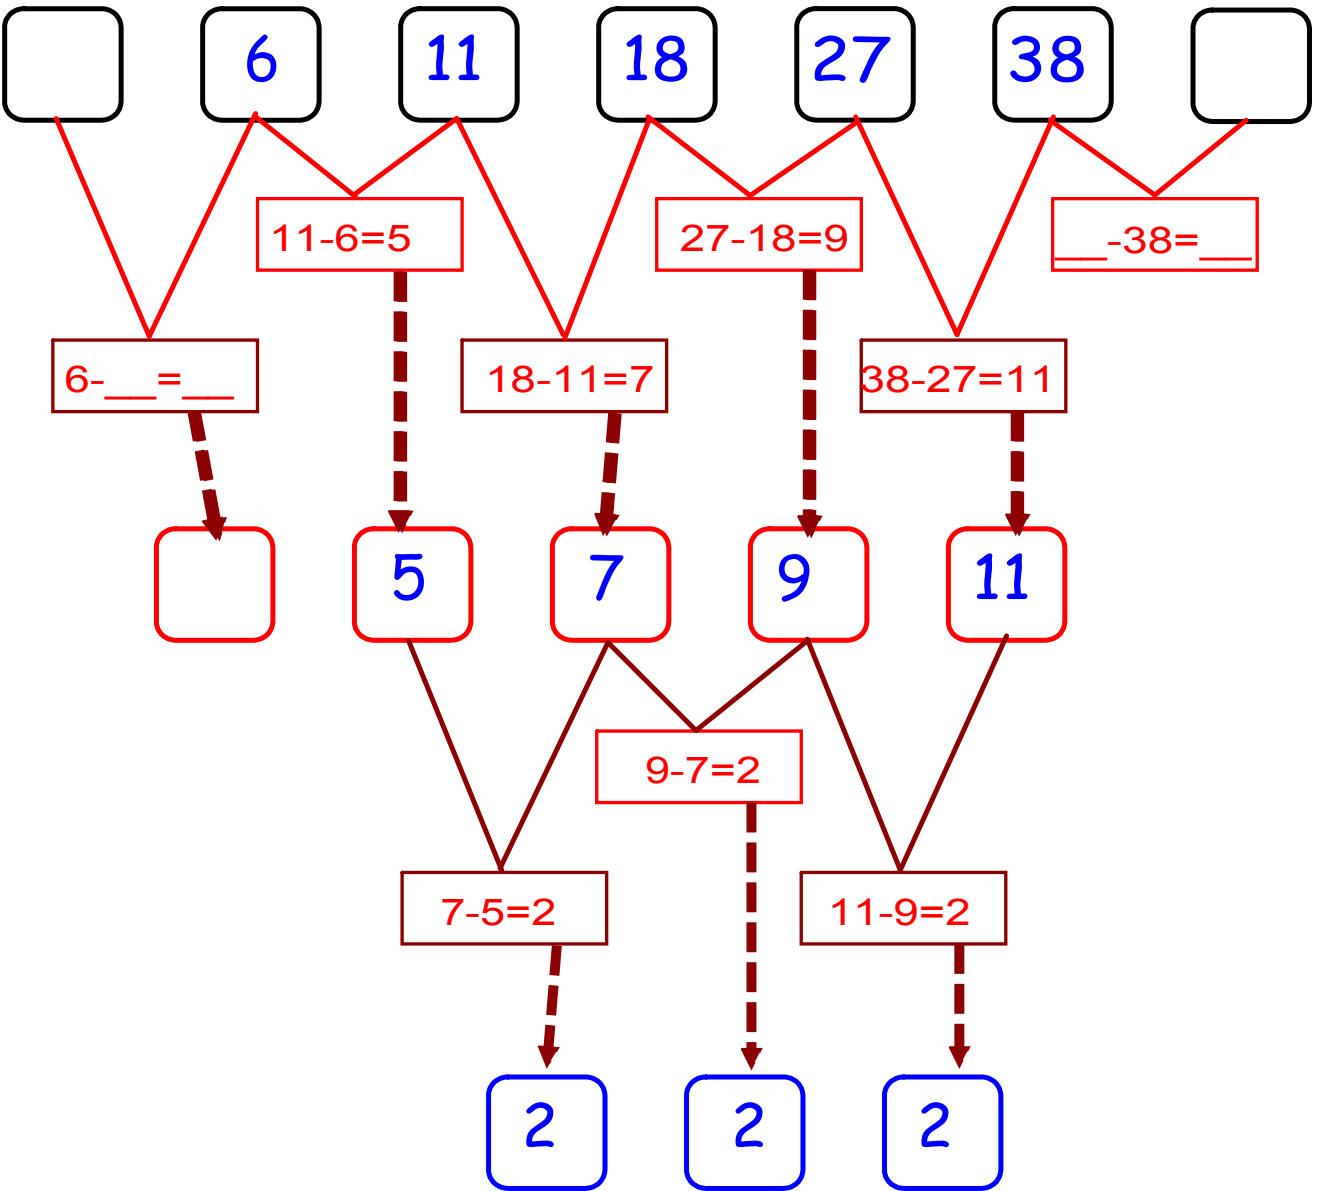 6 11 18 27 38
11-6=5 27-18=9 __-38=__
6-__=__ 18-11=7 38-27=11
5 7 9 11
9-7=2
7-5=2 11-9=2
2 2 2